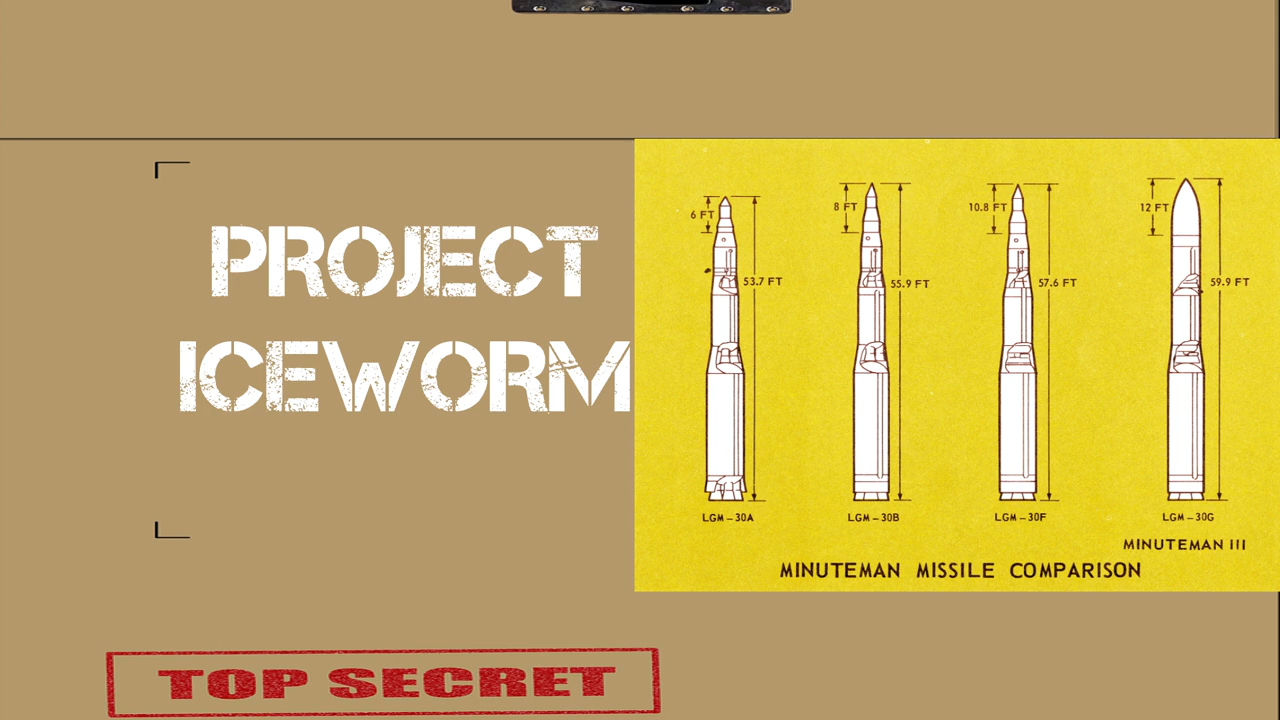 PROJECT
ICEWORM
6 FT
8 FT
10.8 FT
12 FT
53.7 FT
55.9 FT
57.6 FT
59.9 FT
LGM-30A
LGM-30B
LGM-30F
LGM-30G
MINUTEMAN III
MINUTEMAN MISSILE COMPARISON
TOP SECRET